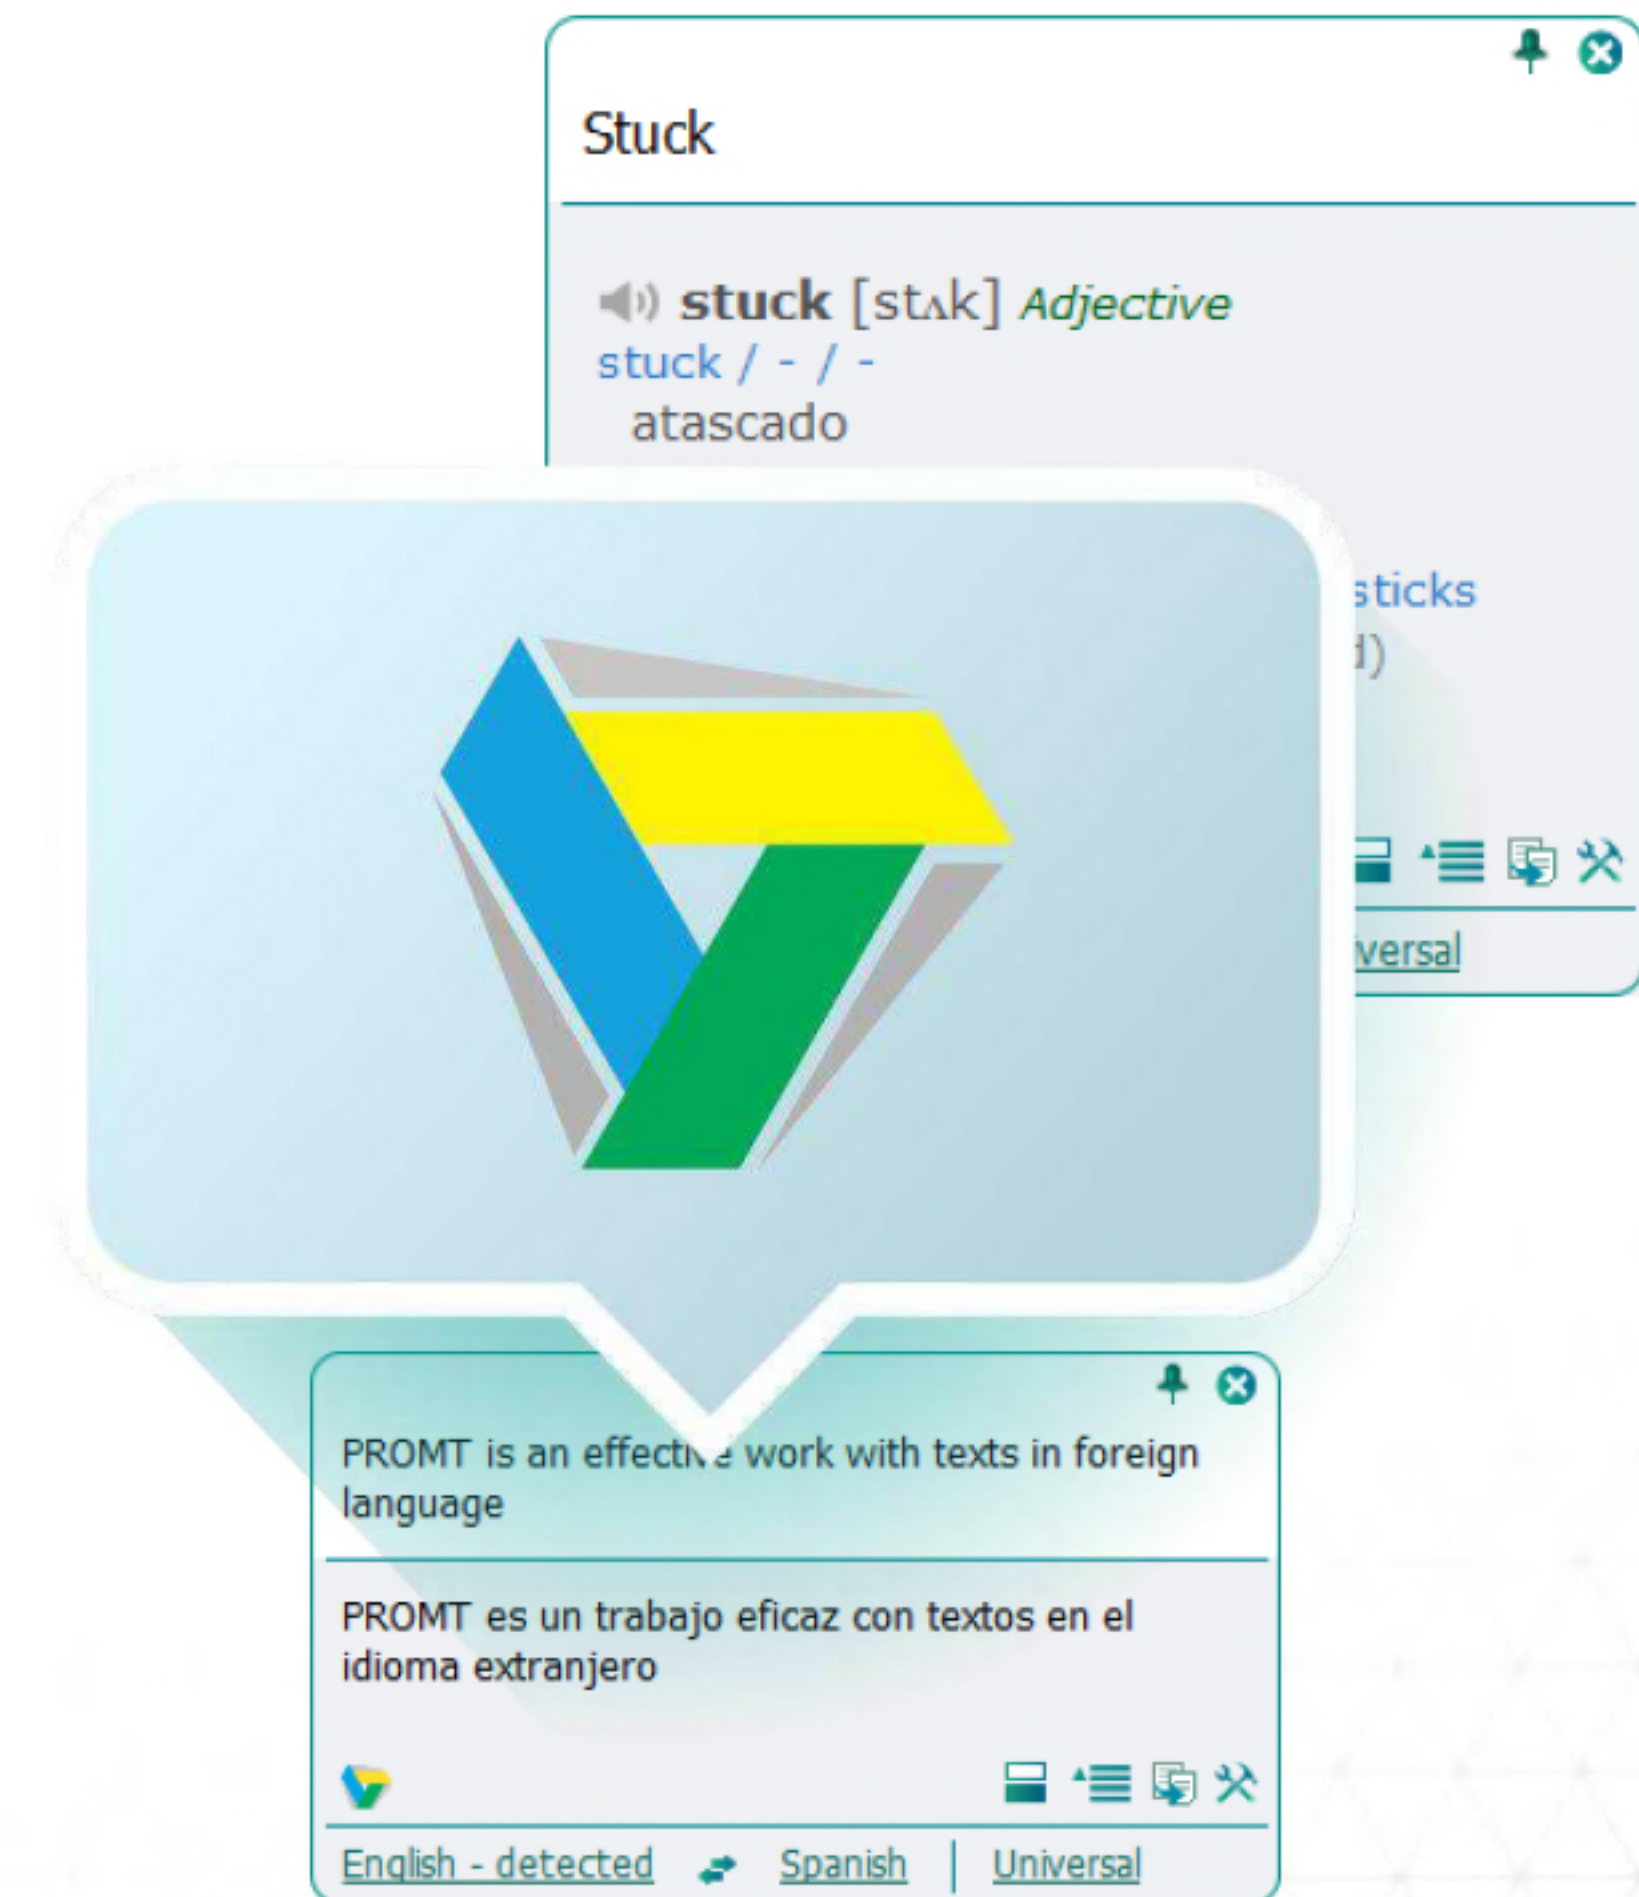 Stuck
stuck [stʌk] Adjective
stuck / - / -
atascado
sticks
PROMT is an effective work with texts in foreign
language
PROMT es un trabajo eficaz con textos en el
idioma extranjero
English - detected Spanish | Universal